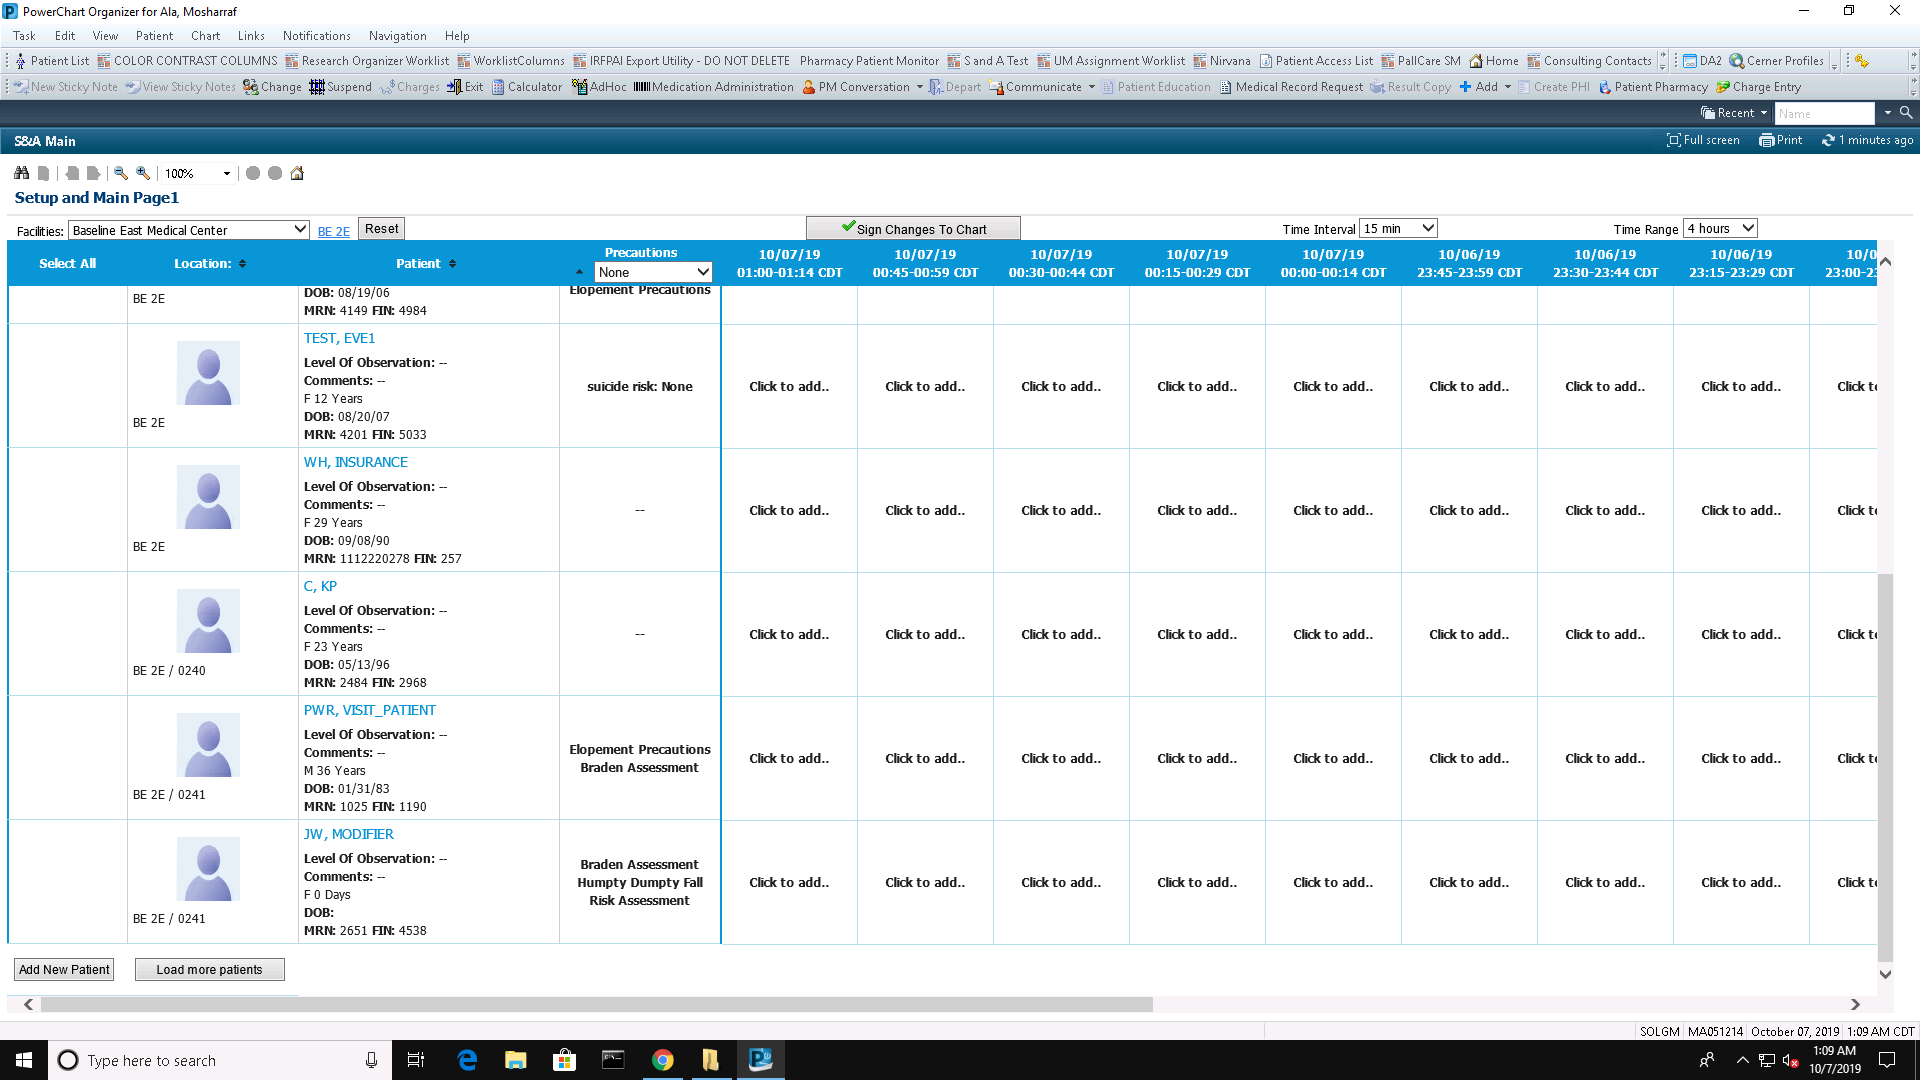 PowerChart Organizer for Ala, Mosharraf
Task Edit View Patient Chart Links Notifications Navigation Help
Patient List COLOR CONTRAST COLUMNS Research Organizer Worklist WorklistColumns IRFPAI Export Utility - DO NOT DELETE Pharmacy Patient Monitor S and A Test UM Assignment Worklist Nirvana Patient Access List PallCare SM Home Consulting Contacts DA2 Cerner Profiles
New Sticky Note View Sticky Notes Change Suspend Charges Exit Calculator AdHoc Medication Administration PM Conversation Depart Communicate Patient Education Medical Record Request Result Copy Add Create PHI Patient Pharmacy Charge Entry
Recent Name
S&A Main Full screen Print 1 minutes ago
100%
Setup and Main Page1
Facilities: Baseline East Medical Center BE 2E Reset Sign Changes To Chart Time Interval 15 min Time Range 4 hours
Select All Location: Patient Precautions None
10/07/19 10/07/19 10/07/19 10/07/19 10/07/19 10/06/19 10/06/19 10/06/19 10/0
01:00-01:14 CDT 00:45-00:59 CDT 00:30-00:44 CDT 00:15-00:29 CDT 00:00-00:14 CDT 23:45-23:59 CDT 23:30-23:44 CDT 23:15-23:29 CDT 23:00-23
BE 2E
DOB: 08/19/06
MRN: 4149 FIN: 4984
Elopement Precautions
BE 2E
TEST, EVE1
Level Of Observation: --
Comments: --
F 12 Years
DOB: 08/20/07
MRN: 4201 FIN: 5033
suicide risk: None
Click to add.. Click to add.. Click to add.. Click to add.. Click to add.. Click to add.. Click to add.. Click to add.. Click t
BE 2E
WH, INSURANCE
Level Of Observation: --
Comments: --
F 29 Years
DOB: 09/08/90
MRN: 1112220278 FIN: 257
--
Click to add.. Click to add.. Click to add.. Click to add.. Click to add.. Click to add.. Click to add.. Click to add.. Click t
BE 2E / 0240
C, KP
Level Of Observation: --
Comments: --
F 23 Years
DOB: 05/13/96
MRN: 2484 FIN: 2968
--
Click to add.. Click to add.. Click to add.. Click to add.. Click to add.. Click to add.. Click to add.. Click to add.. Click t
BE 2E / 0241
PWR, VISIT_PATIENT
Level Of Observation: --
Comments: --
M 36 Years
DOB: 01/31/83
MRN: 1025 FIN: 1190
Elopement Precautions
Braden Assessment
Click to add.. Click to add.. Click to add.. Click to add.. Click to add.. Click to add.. Click to add.. Click to add.. Click t
BE 2E / 0241
JW, MODIFIER
Level Of Observation: --
Comments: --
F 0 Days
DOB:
MRN: 2651 FIN: 4538
Braden Assessment
Humpty Dumpty Fall
Risk Assessment
Click to add.. Click to add.. Click to add.. Click to add.. Click to add.. Click to add.. Click to add.. Click to add.. Click t
Add New Patient Load more patients
SOLGM MA051214 October 07, 2019 1:09 AM CDT
Type here to search
1:09 AM
10/7/2019